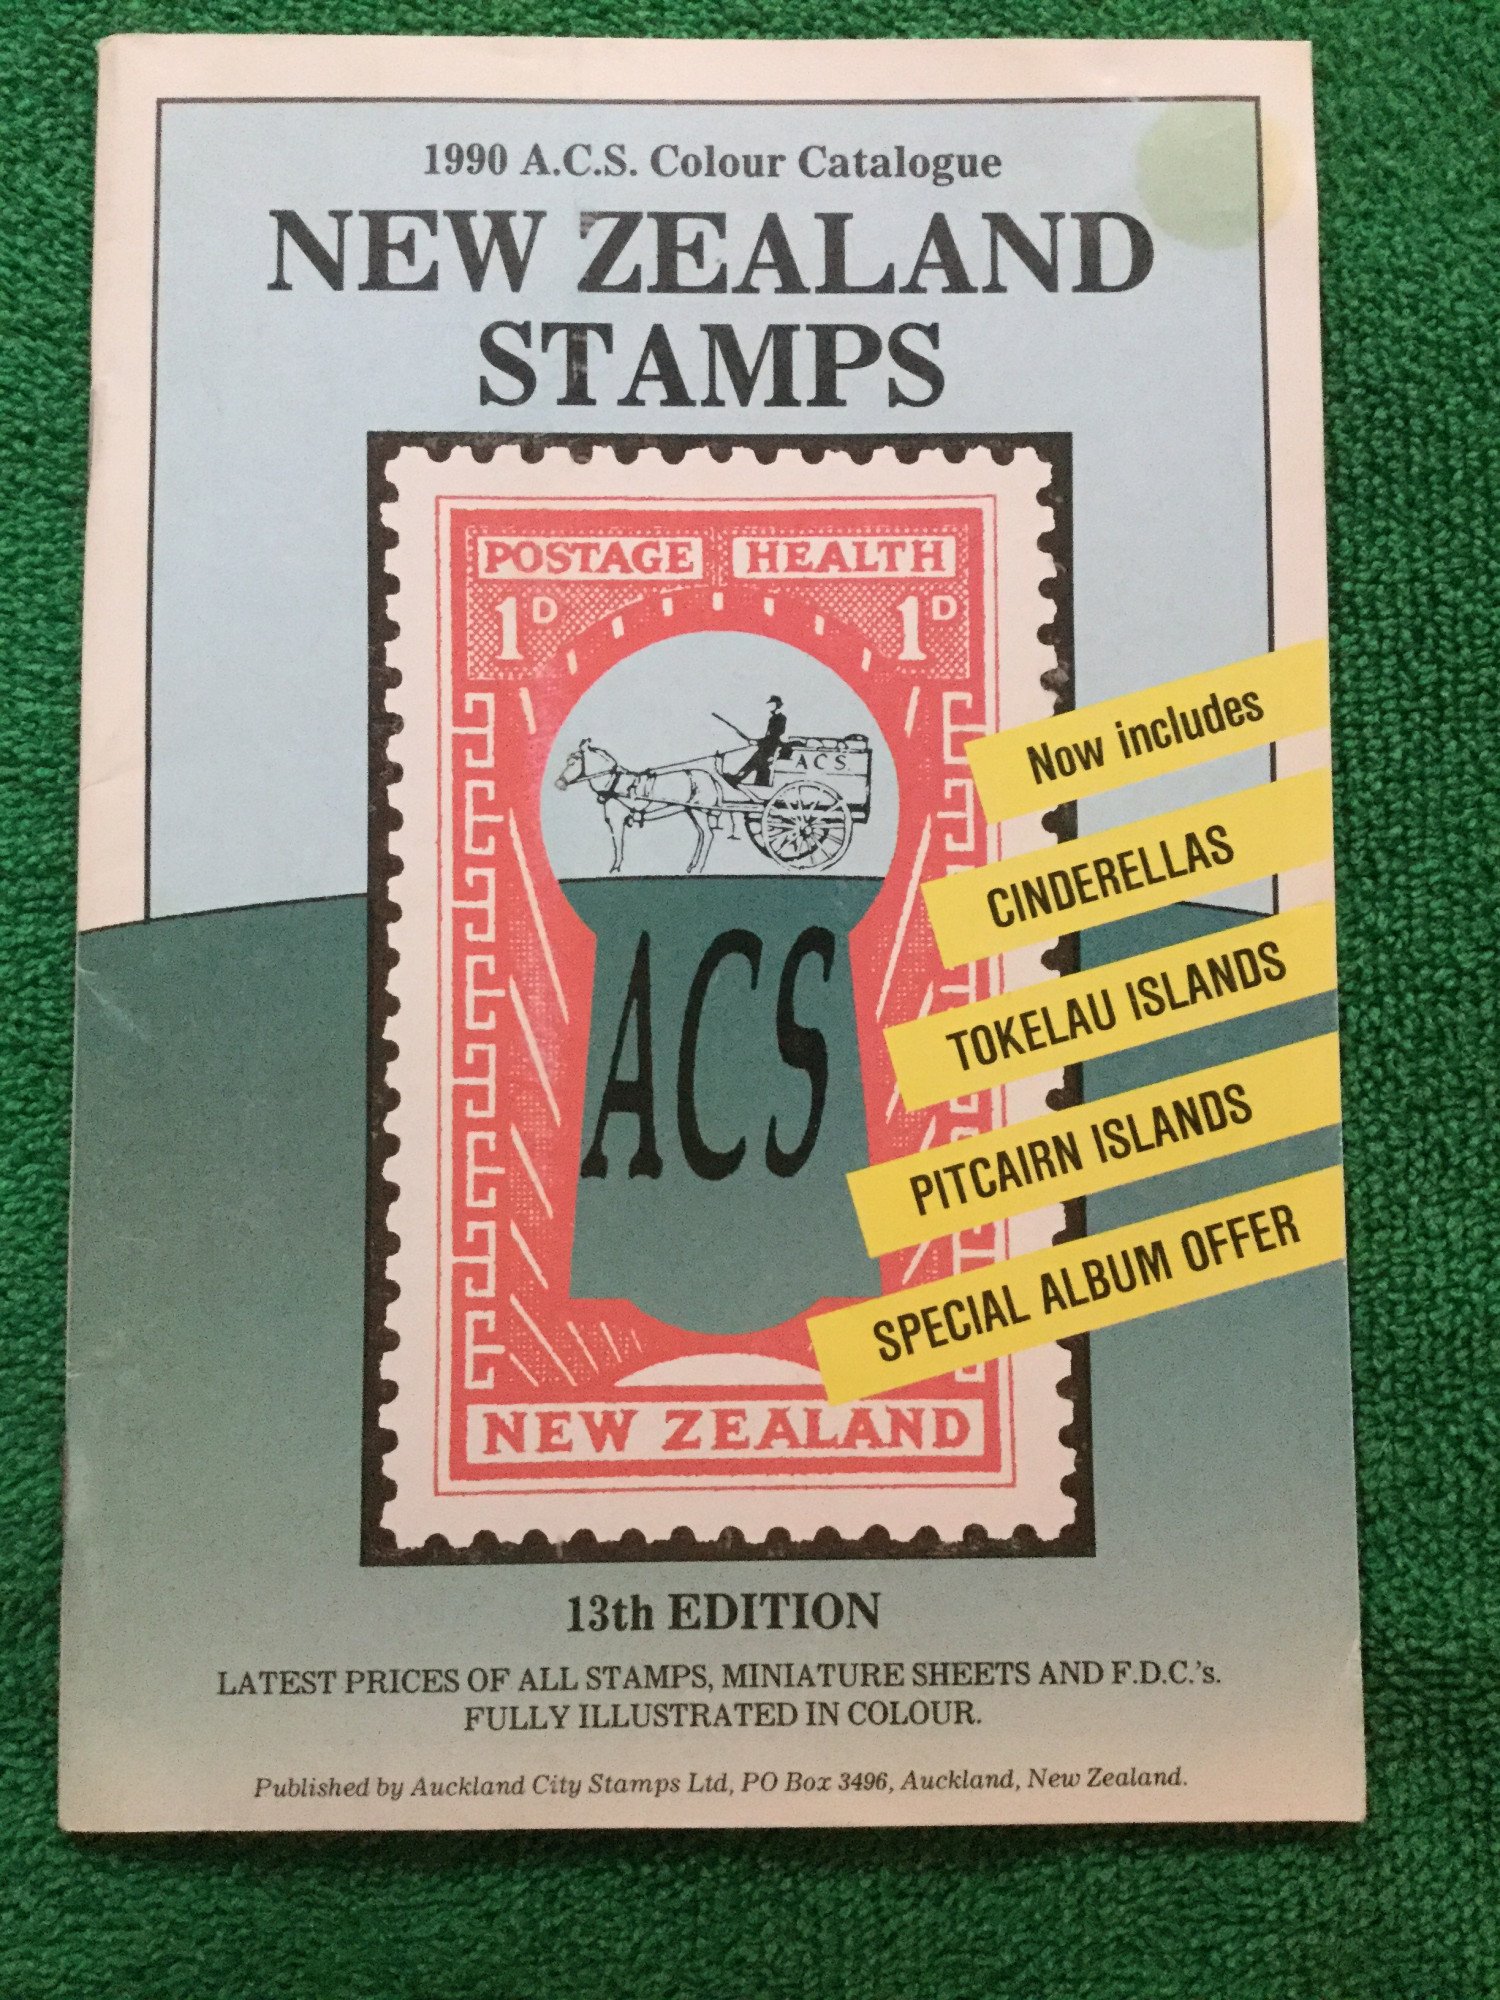 1990 A.C.S. Colour Catalogue
NEW ZEALAND
STAMPS
POSTAGE HEALTH
1D 1D
A C S.
ACS
NEW ZEALAND
Now includes
CINDERELLAS
TOKELAU ISLANDS
PITCAIRN ISLANDS
SPECIAL ALBUM OFFER
13th EDITION
LATEST PRICES OF ALL STAMPS, MINIATURE SHEETS AND F.D.C.'s.
FULLY ILLUSTRATED IN COLOUR.
Published by Auckland City Stamps Ltd, PO Box 3496, Auckland, New Zealand.